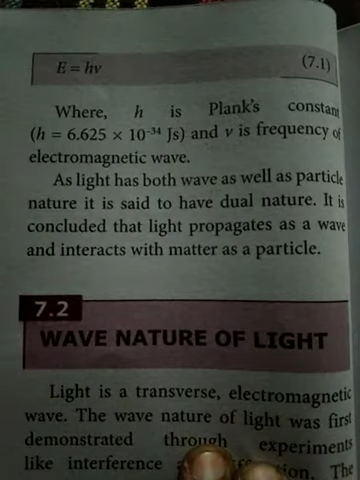 E = hν (7.1)
Where, h is Plank's constant
(h = 6.625 × 10⁻³⁴ Js) and ν is frequency of
electromagnetic wave.
As light has both wave as well as particle
nature it is said to have dual nature. It is
concluded that light propagates as a wave
and interacts with matter as a particle.
7.2
WAVE NATURE OF LIGHT
Light is a transverse, electromagnetic
wave. The wave nature of light was first
demonstrated through experiments
like interference The